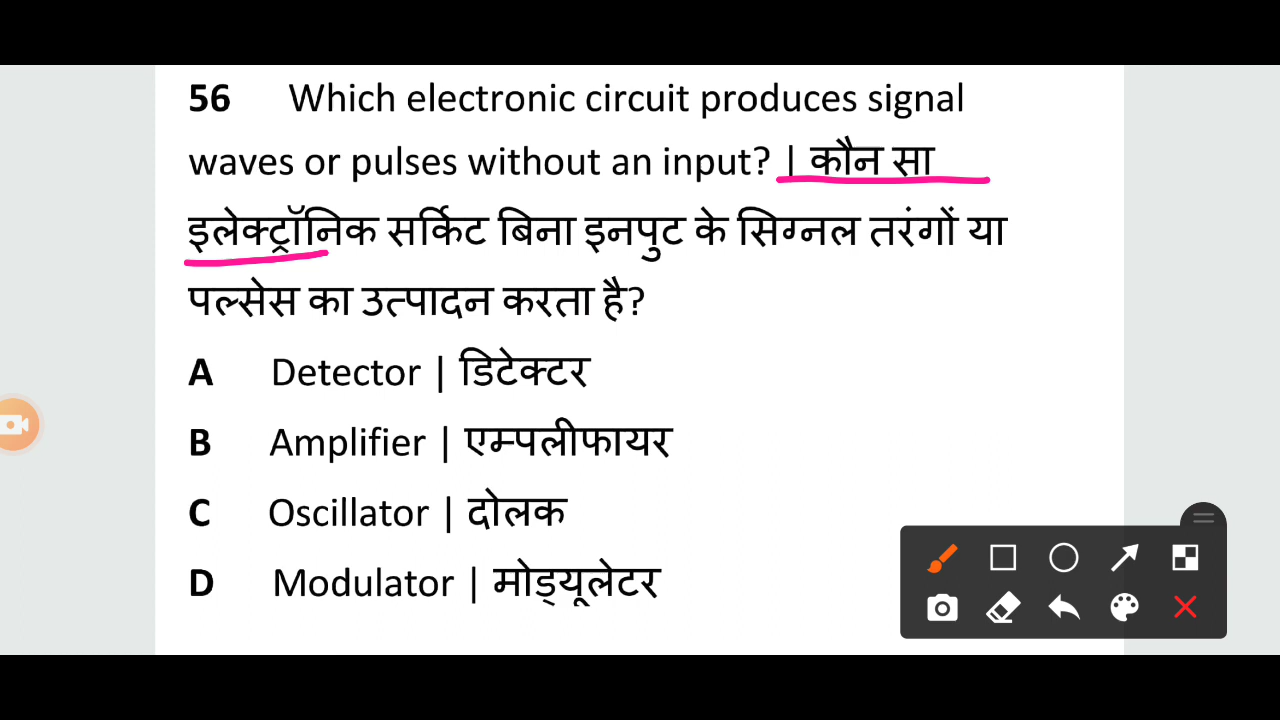 56 Which electronic circuit produces signal
waves or pulses without an input? | कौन सा
इलेक्ट्रॉनिक सर्किट बिना इनपुट के सिग्नल तरंगों या
पल्सेस का उत्पादन करता है?
A Detector | डिटेक्टर
B Amplifier | एम्पलीफायर
C Oscillator | दोलक
D Modulator | मोड्यूलेटर